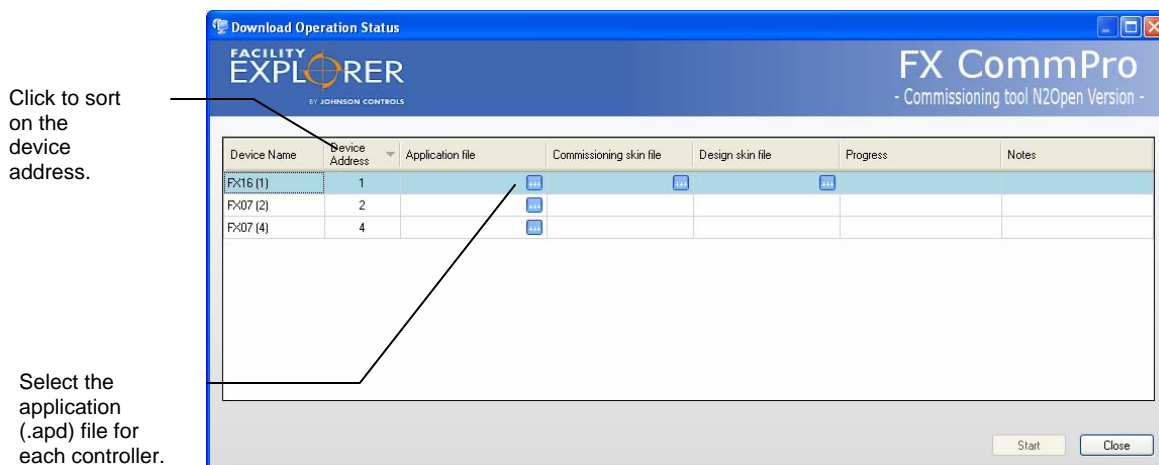 Download Operation Status
FACILITY
EXPLORER
BY JOHNSON CONTROLS
FX CommPro
- Commissioning tool N2Open Version -
Click to sort
on the
device
address.
Device Name
Device
Address
Application file
Commissioning skin file
Design skin file
Progress
Notes
FX16 (1)
1
FX07 (2)
2
FX07 (4)
4
Select the
application
(.apd) file for
each controller.
Start
Close